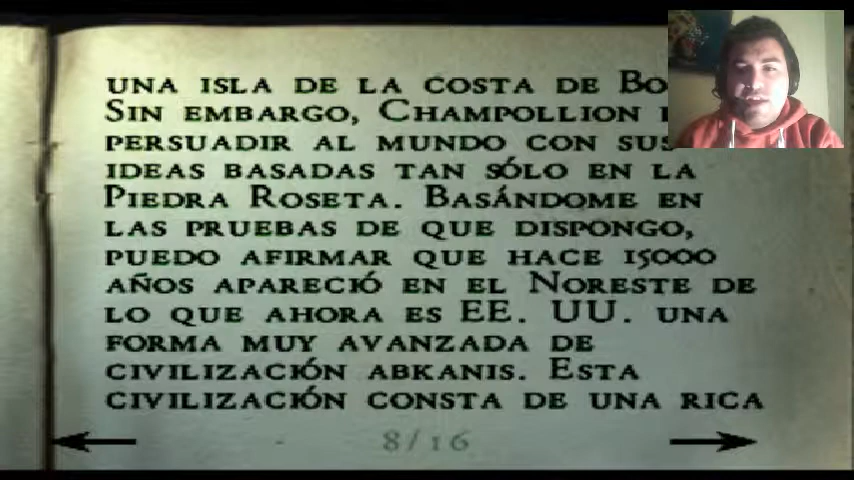 UNA ISLA DE LA COSTA DE
SIN EMBARGO, CHAMPOLLION
PERSUADIR AL MUNDO CON SUS
IDEAS BASADAS TAN SÓLO EN LA
PIEDRA ROSETA. BASÁNDOME EN
LAS PRUEBAS DE QUE DISPONGO,
PUEDO AFIRMAR QUE HACE 15000
AÑOS APARECIÓ EN EL NORESTE DE
LO QUE AHORA ES EE. UU. UNA
FORMA MUY AVANZADA DE
CIVILIZACIÓN ABKANIS. ESTA
CIVILIZACIÓN CONSTA DE UNA RICA
8/16